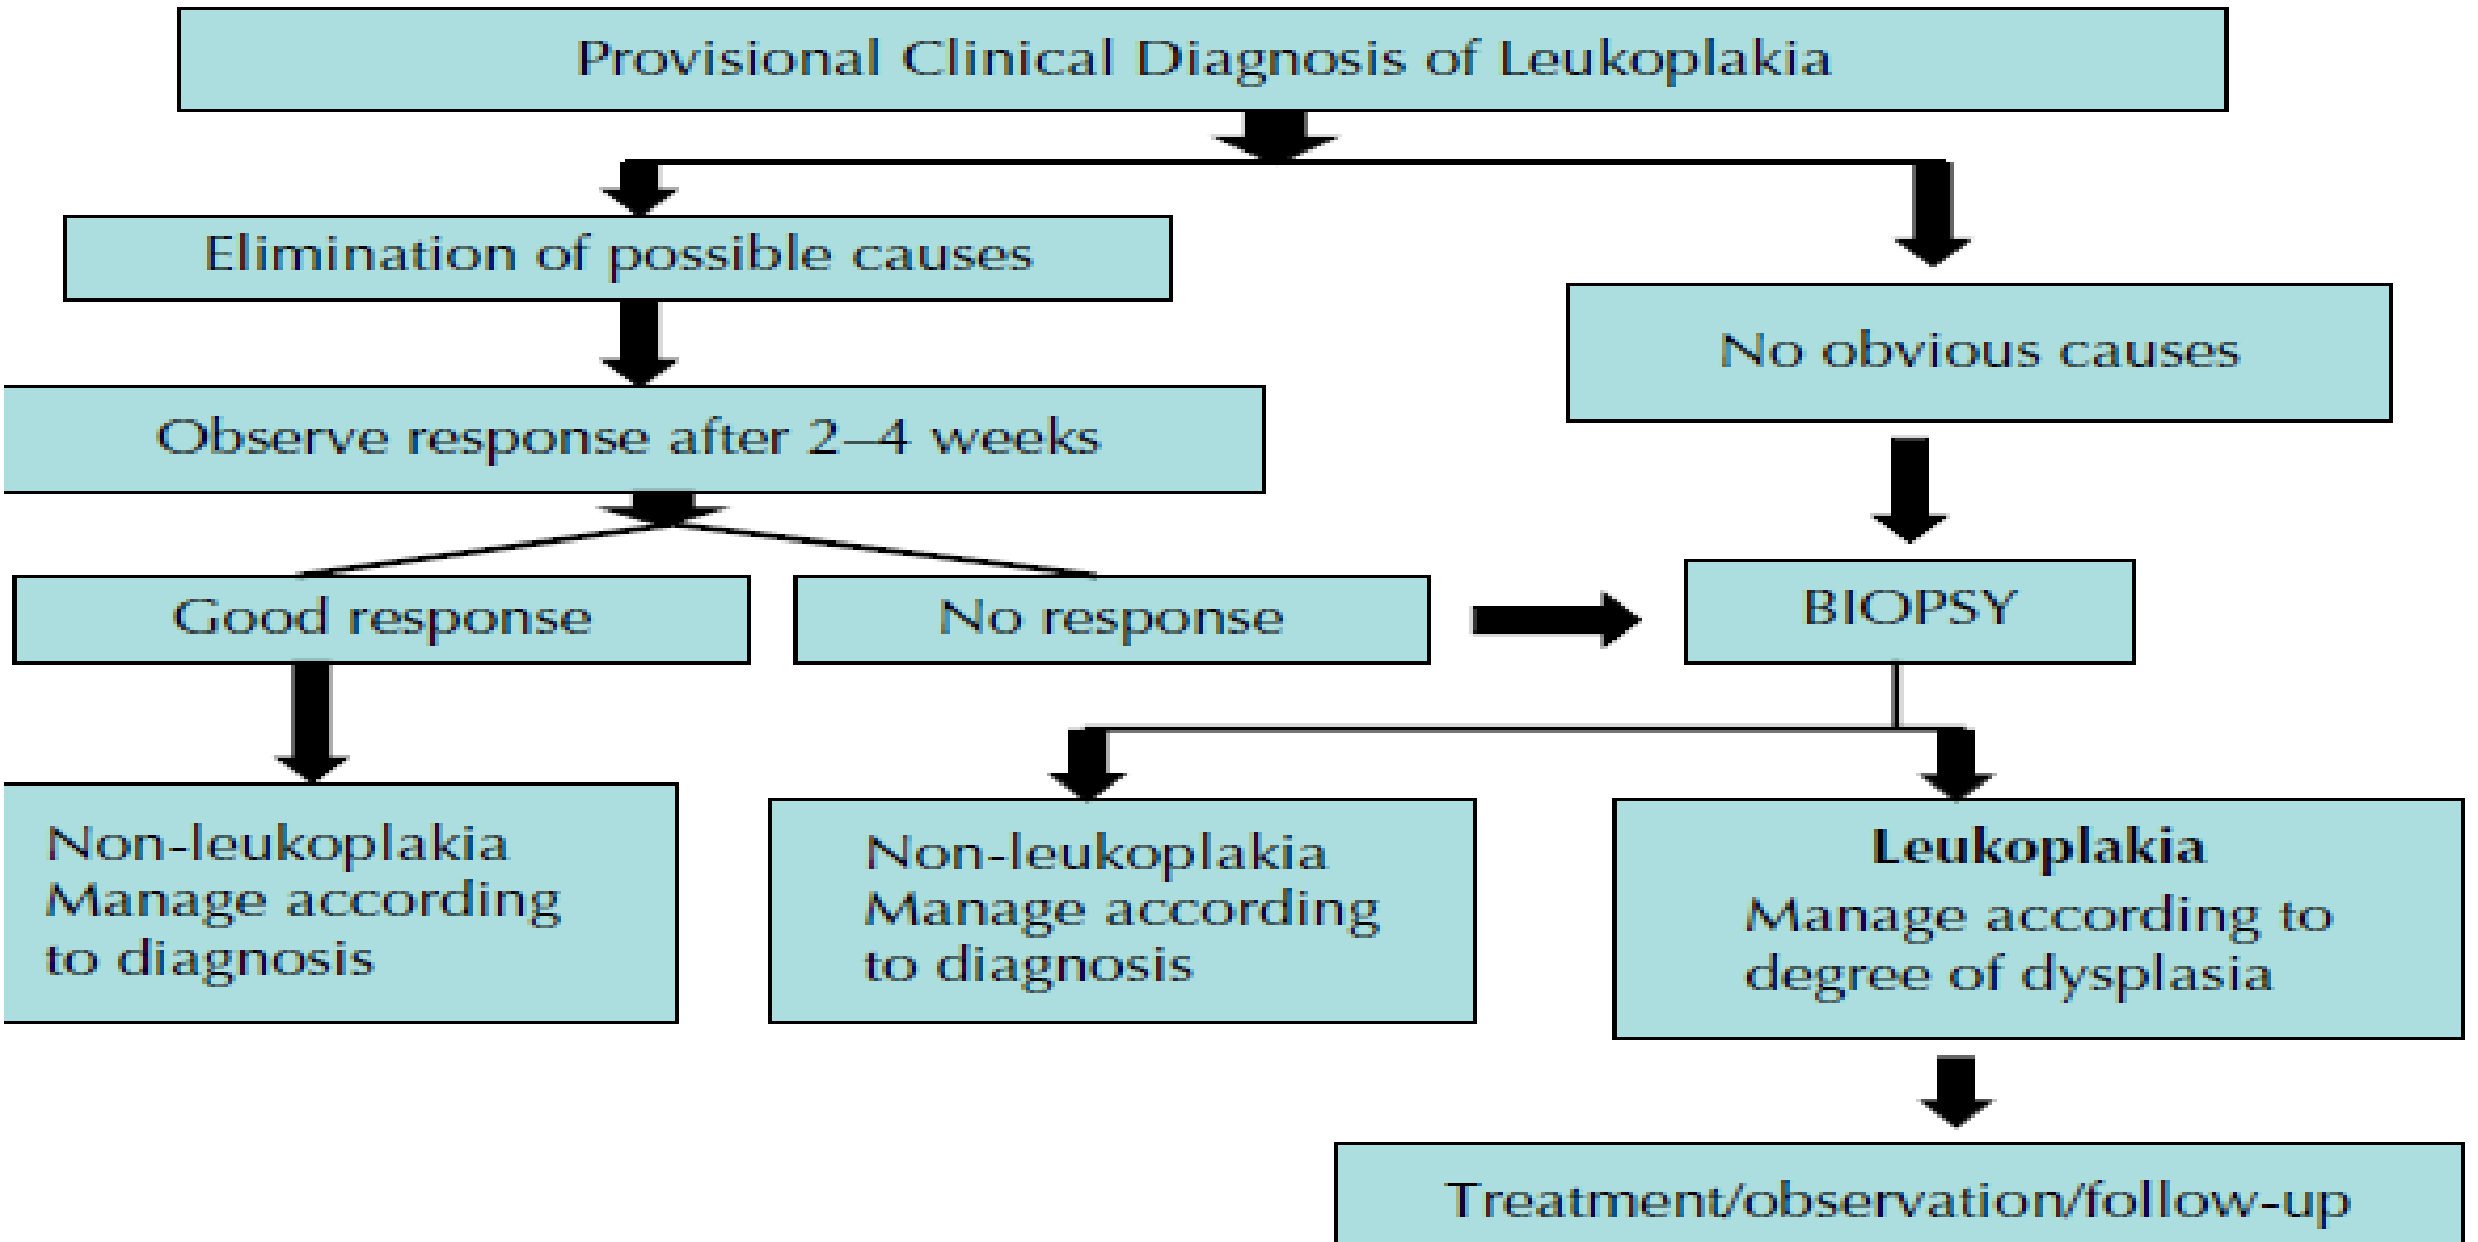 Provisional Clinical Diagnosis of Leukoplakia
Elimination of possible causes
No obvious causes
Observe response after 2–4 weeks
Good response
No response
BIOPSY
Non-leukoplakia
Manage according
to diagnosis
Non-leukoplakia
Manage according
to diagnosis
Leukoplakia
Manage according to
degree of dysplasia
Treatment/observation/follow-up